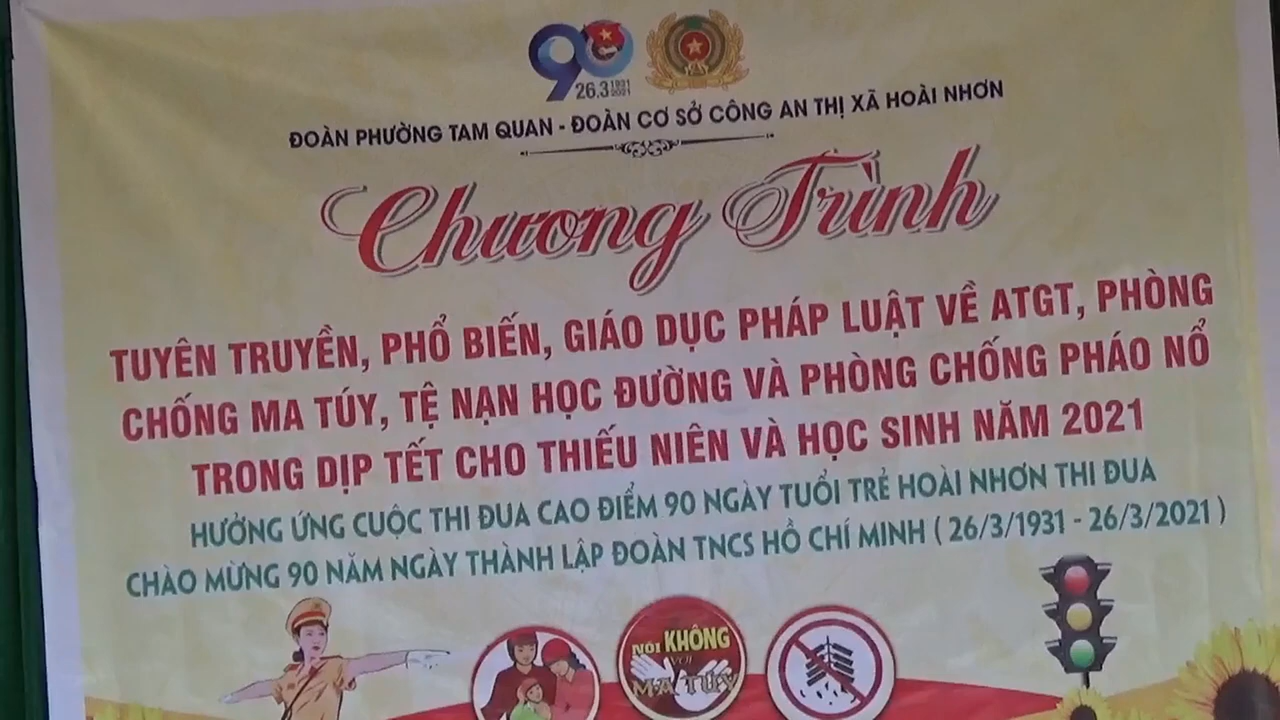 90
26.3 1931 2021
ĐOÀN PHƯỜNG TAM QUAN - ĐOÀN CƠ SỞ CÔNG AN THỊ XÃ HOÀI NHƠN
Chương Trình
TUYÊN TRUYỀN, PHỔ BIẾN, GIÁO DỤC PHÁP LUẬT VỀ ATGT, PHÒNG
CHỐNG MA TÚY, TỆ NẠN HỌC ĐƯỜNG VÀ PHÒNG CHỐNG PHÁO NỔ
TRONG DỊP TẾT CHO THIẾU NIÊN VÀ HỌC SINH NĂM 2021
HƯỞNG ỨNG CUỘC THI ĐUA CAO ĐIỂM 90 NGÀY TUỔI TRẺ HOÀI NHƠN THI ĐUA
CHÀO MỪNG 90 NĂM NGÀY THÀNH LẬP ĐOÀN TNCS HỒ CHÍ MINH ( 26/3/1931 - 26/3/2021 )
NÓI KHÔNG
VỚI
MA TÚY